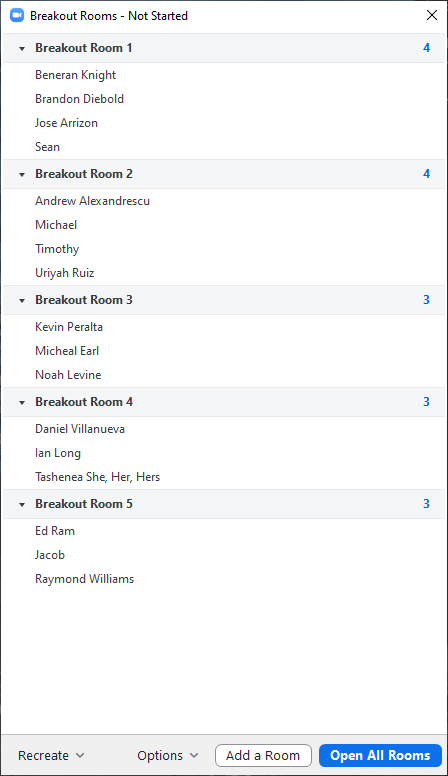 Breakout Rooms - Not Started
Breakout Room 1 4
Beneran Knight
Brandon Diebold
Jose Arrizon
Sean
Breakout Room 2 4
Andrew Alexandrescu
Michael
Timothy
Uriyah Ruiz
Breakout Room 3 3
Kevin Peralta
Micheal Earl
Noah Levine
Breakout Room 4 3
Daniel Villanueva
Ian Long
Tashenea She, Her, Hers
Breakout Room 5 3
Ed Ram
Jacob
Raymond Williams
Recreate Options Add a Room Open All Rooms